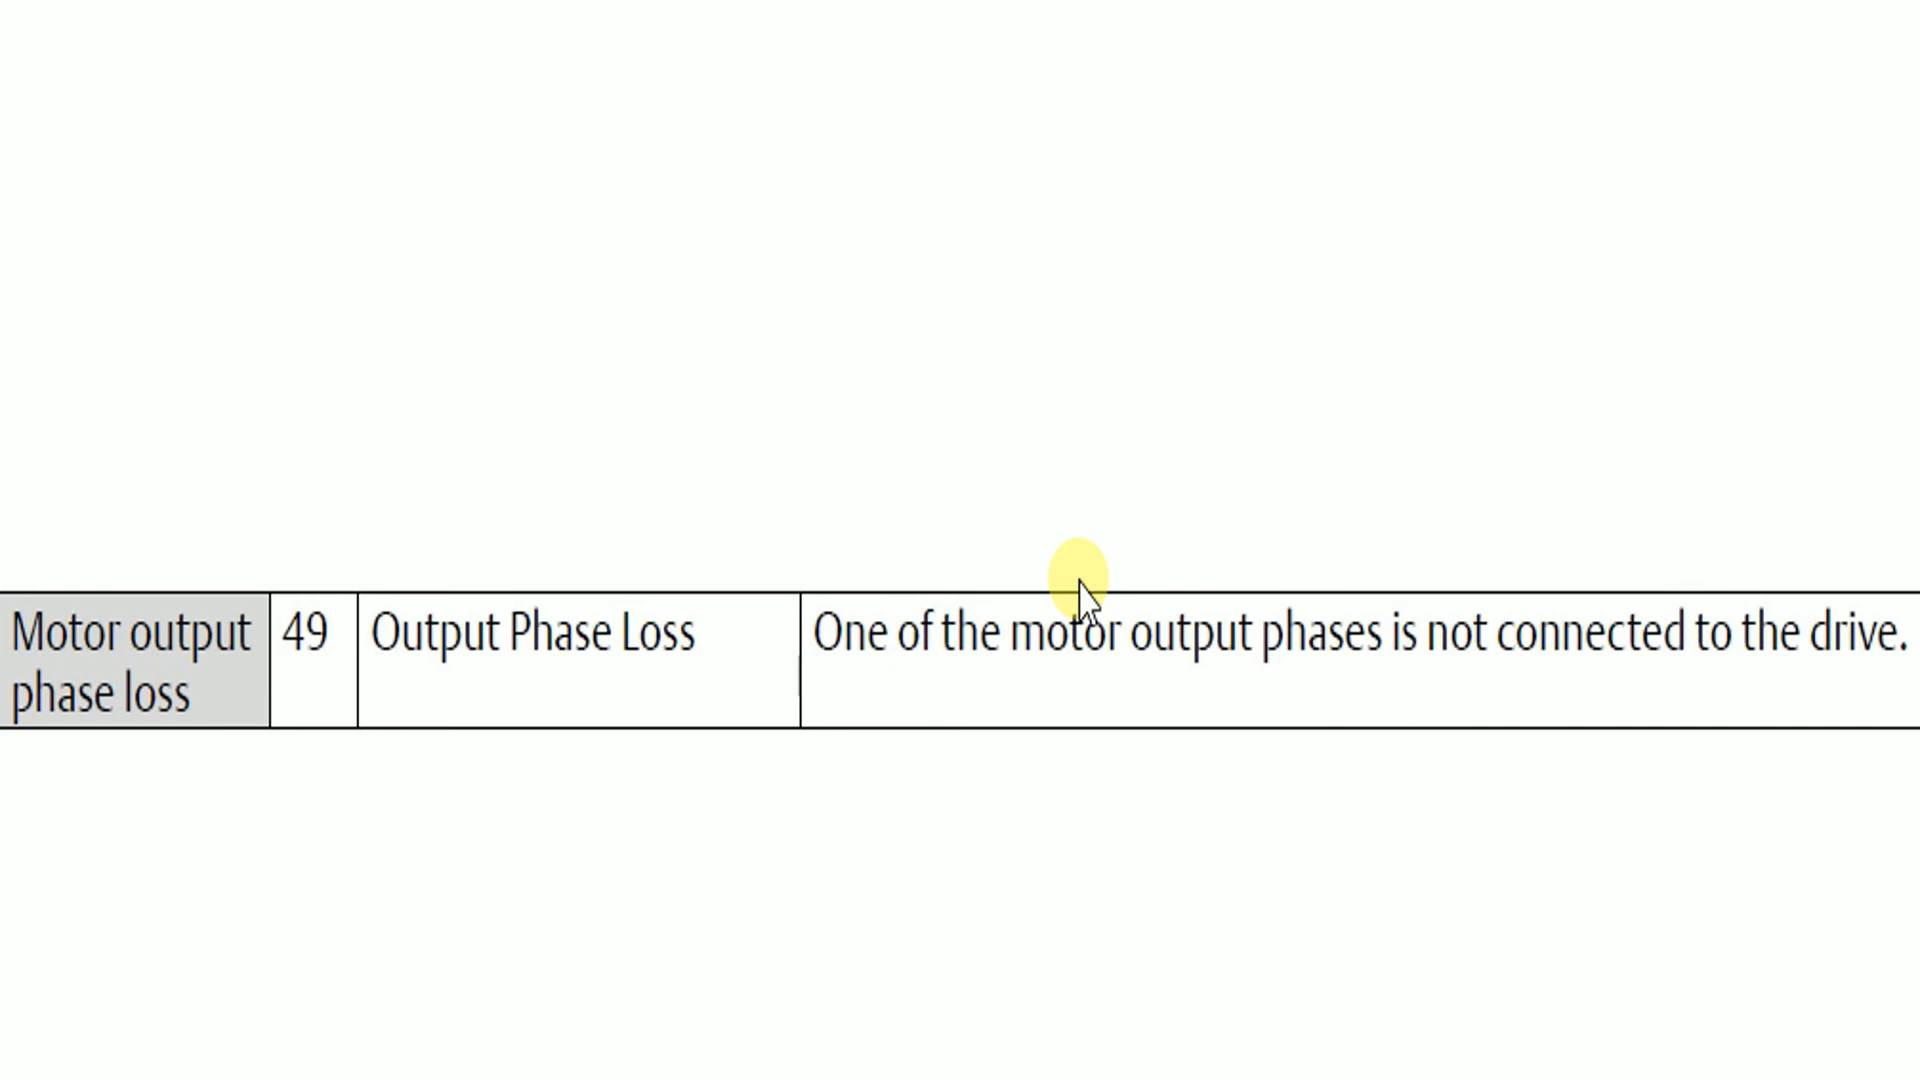 Motor output 49 Output Phase Loss One of the motor output phases is not connected to the drive.
phase loss